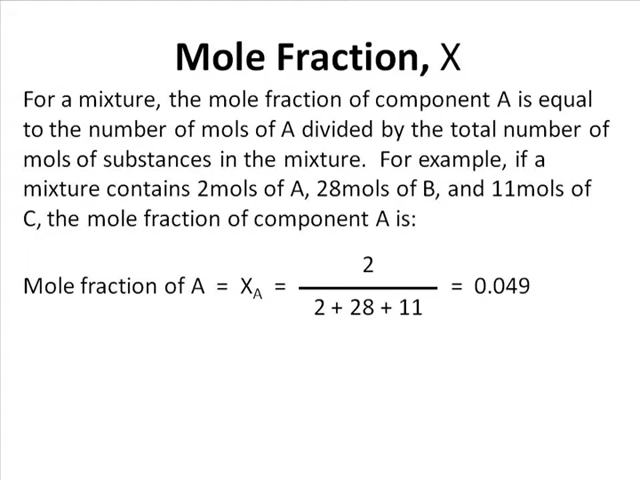 Mole Fraction, X
For a mixture, the mole fraction of component A is equal
to the number of mols of A divided by the total number of
mols of substances in the mixture. For example, if a
mixture contains 2mols of A, 28mols of B, and 11mols of
C, the mole fraction of component A is:
2
Mole fraction of A = XA = = 0.049
2 + 28 + 11